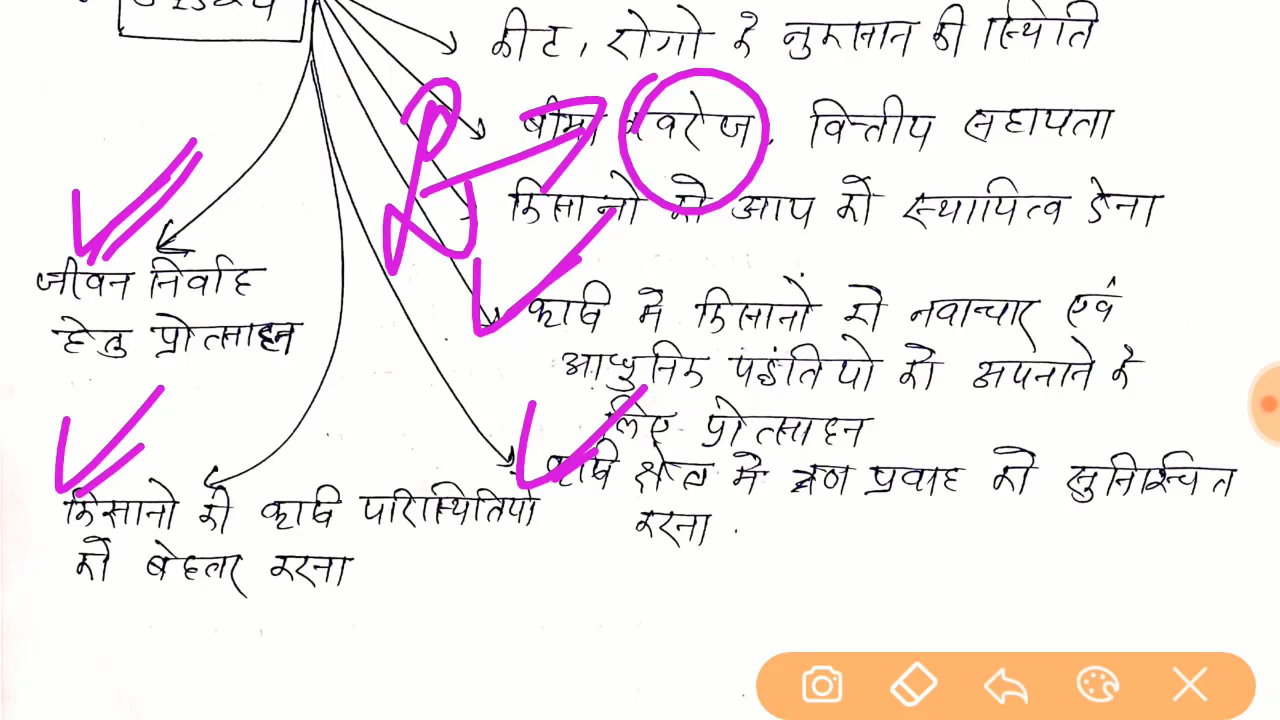 उद्देश्य
कीट, रोगो के नुकसान की स्थिति
बीमा कवरेज, वित्तीय सहायता
किसानो की आय को स्थायित्व देना
जीवन निर्वाह
हेतु प्रोत्साहन
कृषि में किसानों को नवाचार एवं
आधुनिक पद्धतियो को अपनाने के
लिए प्रोत्साहन
कृषि क्षेत्र मे ऋण प्रवाह को सुनिश्चित
करना .
किसानो की कृषि परिस्थितियो
को बेहतर करना